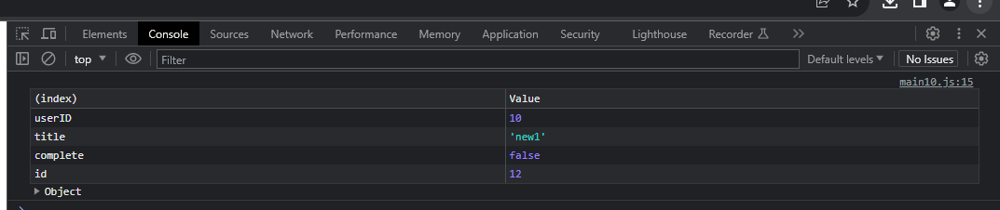 Elements Console Sources Network Performance Memory Application Security Lighthouse Recorder
top Filter Default levels No Issues
main10.js:15
(index) Value
userID 10
title 'new1'
complete false
id 12
Object